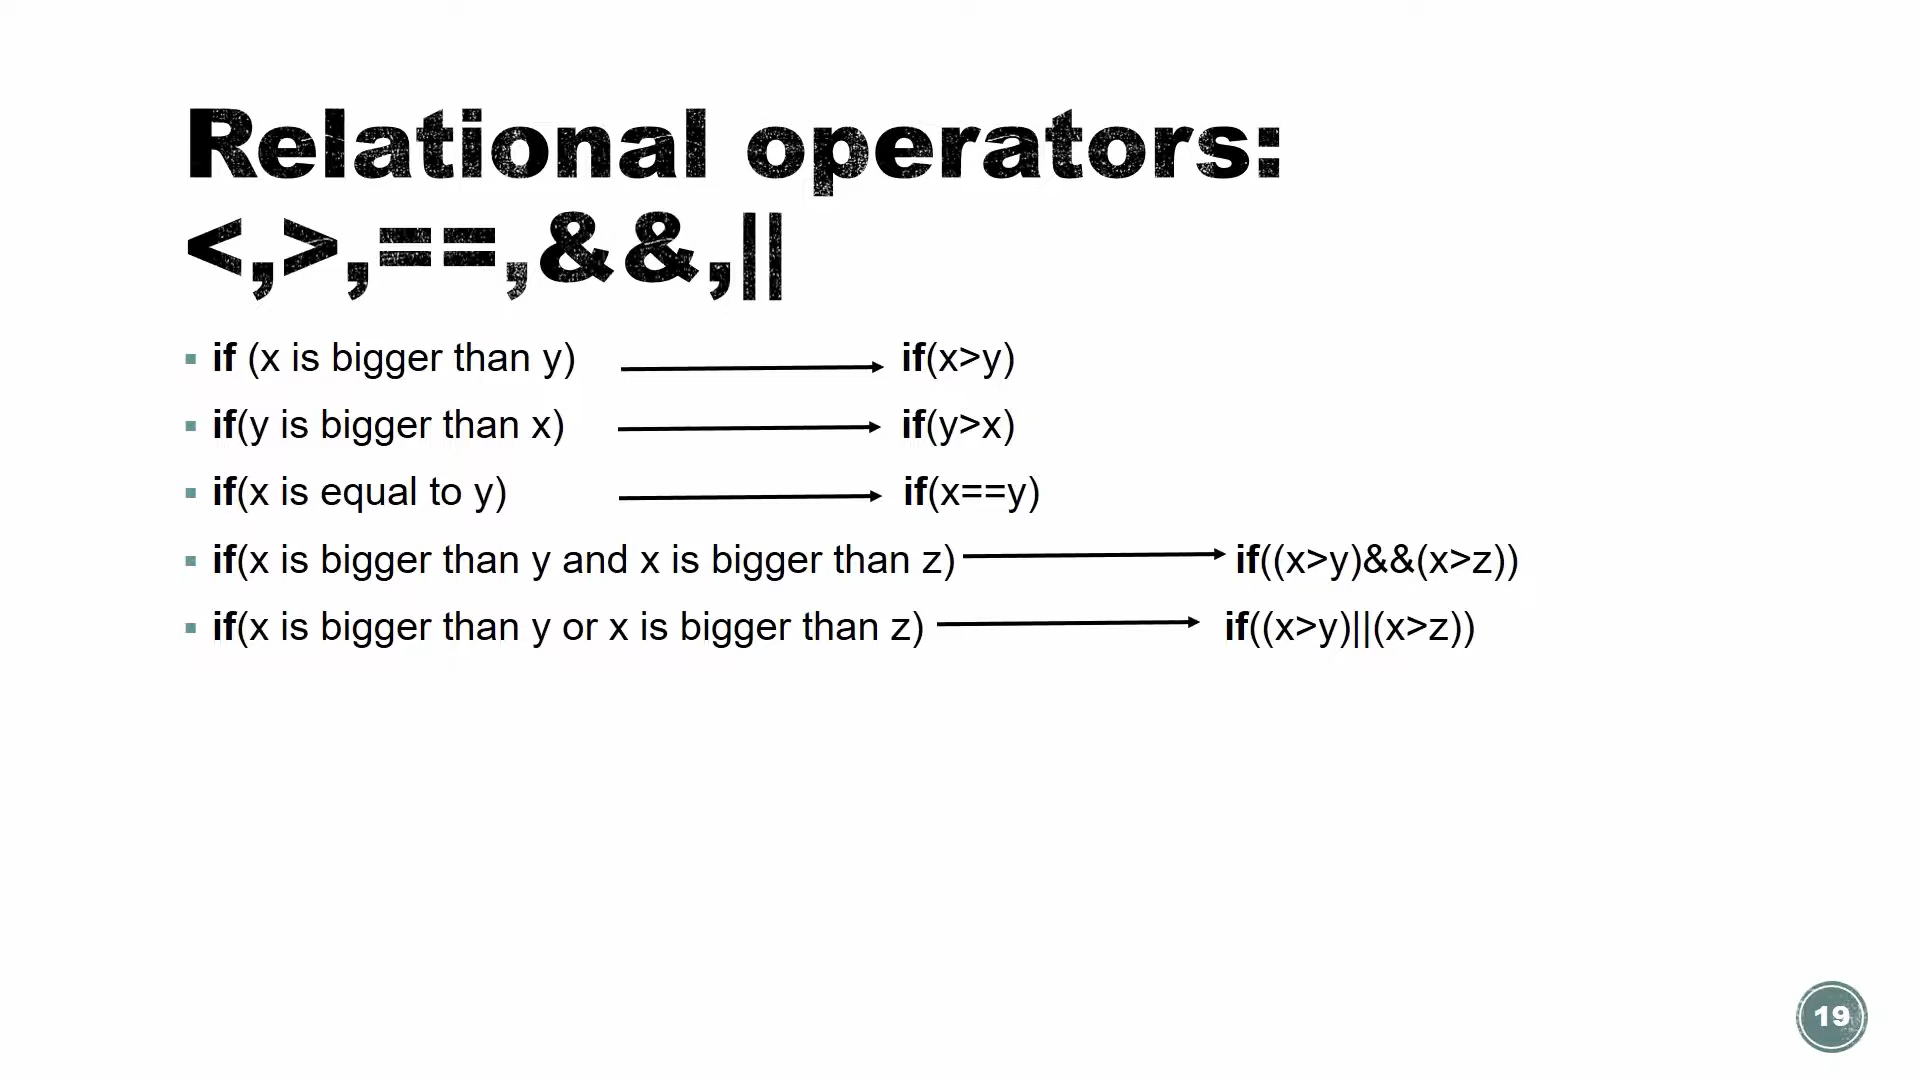 Relational operators:
<,>,==,&&,||
▪ if (x is bigger than y) if(x>y)
▪ if(y is bigger than x) if(y>x)
▪ if(x is equal to y) if(x==y)
▪ if(x is bigger than y and x is bigger than z) if((x>y)&&(x>z))
▪ if(x is bigger than y or x is bigger than z) if((x>y)||(x>z))
19